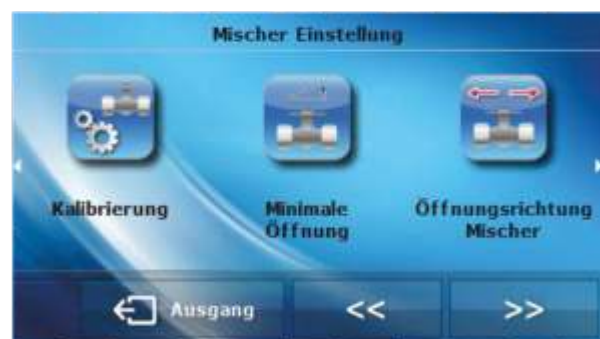 Mischer Einstellung
Kalibrierung
Minimale
Öffnung
Öffnungsrichtung
Mischer
Ausgang
<<
>>